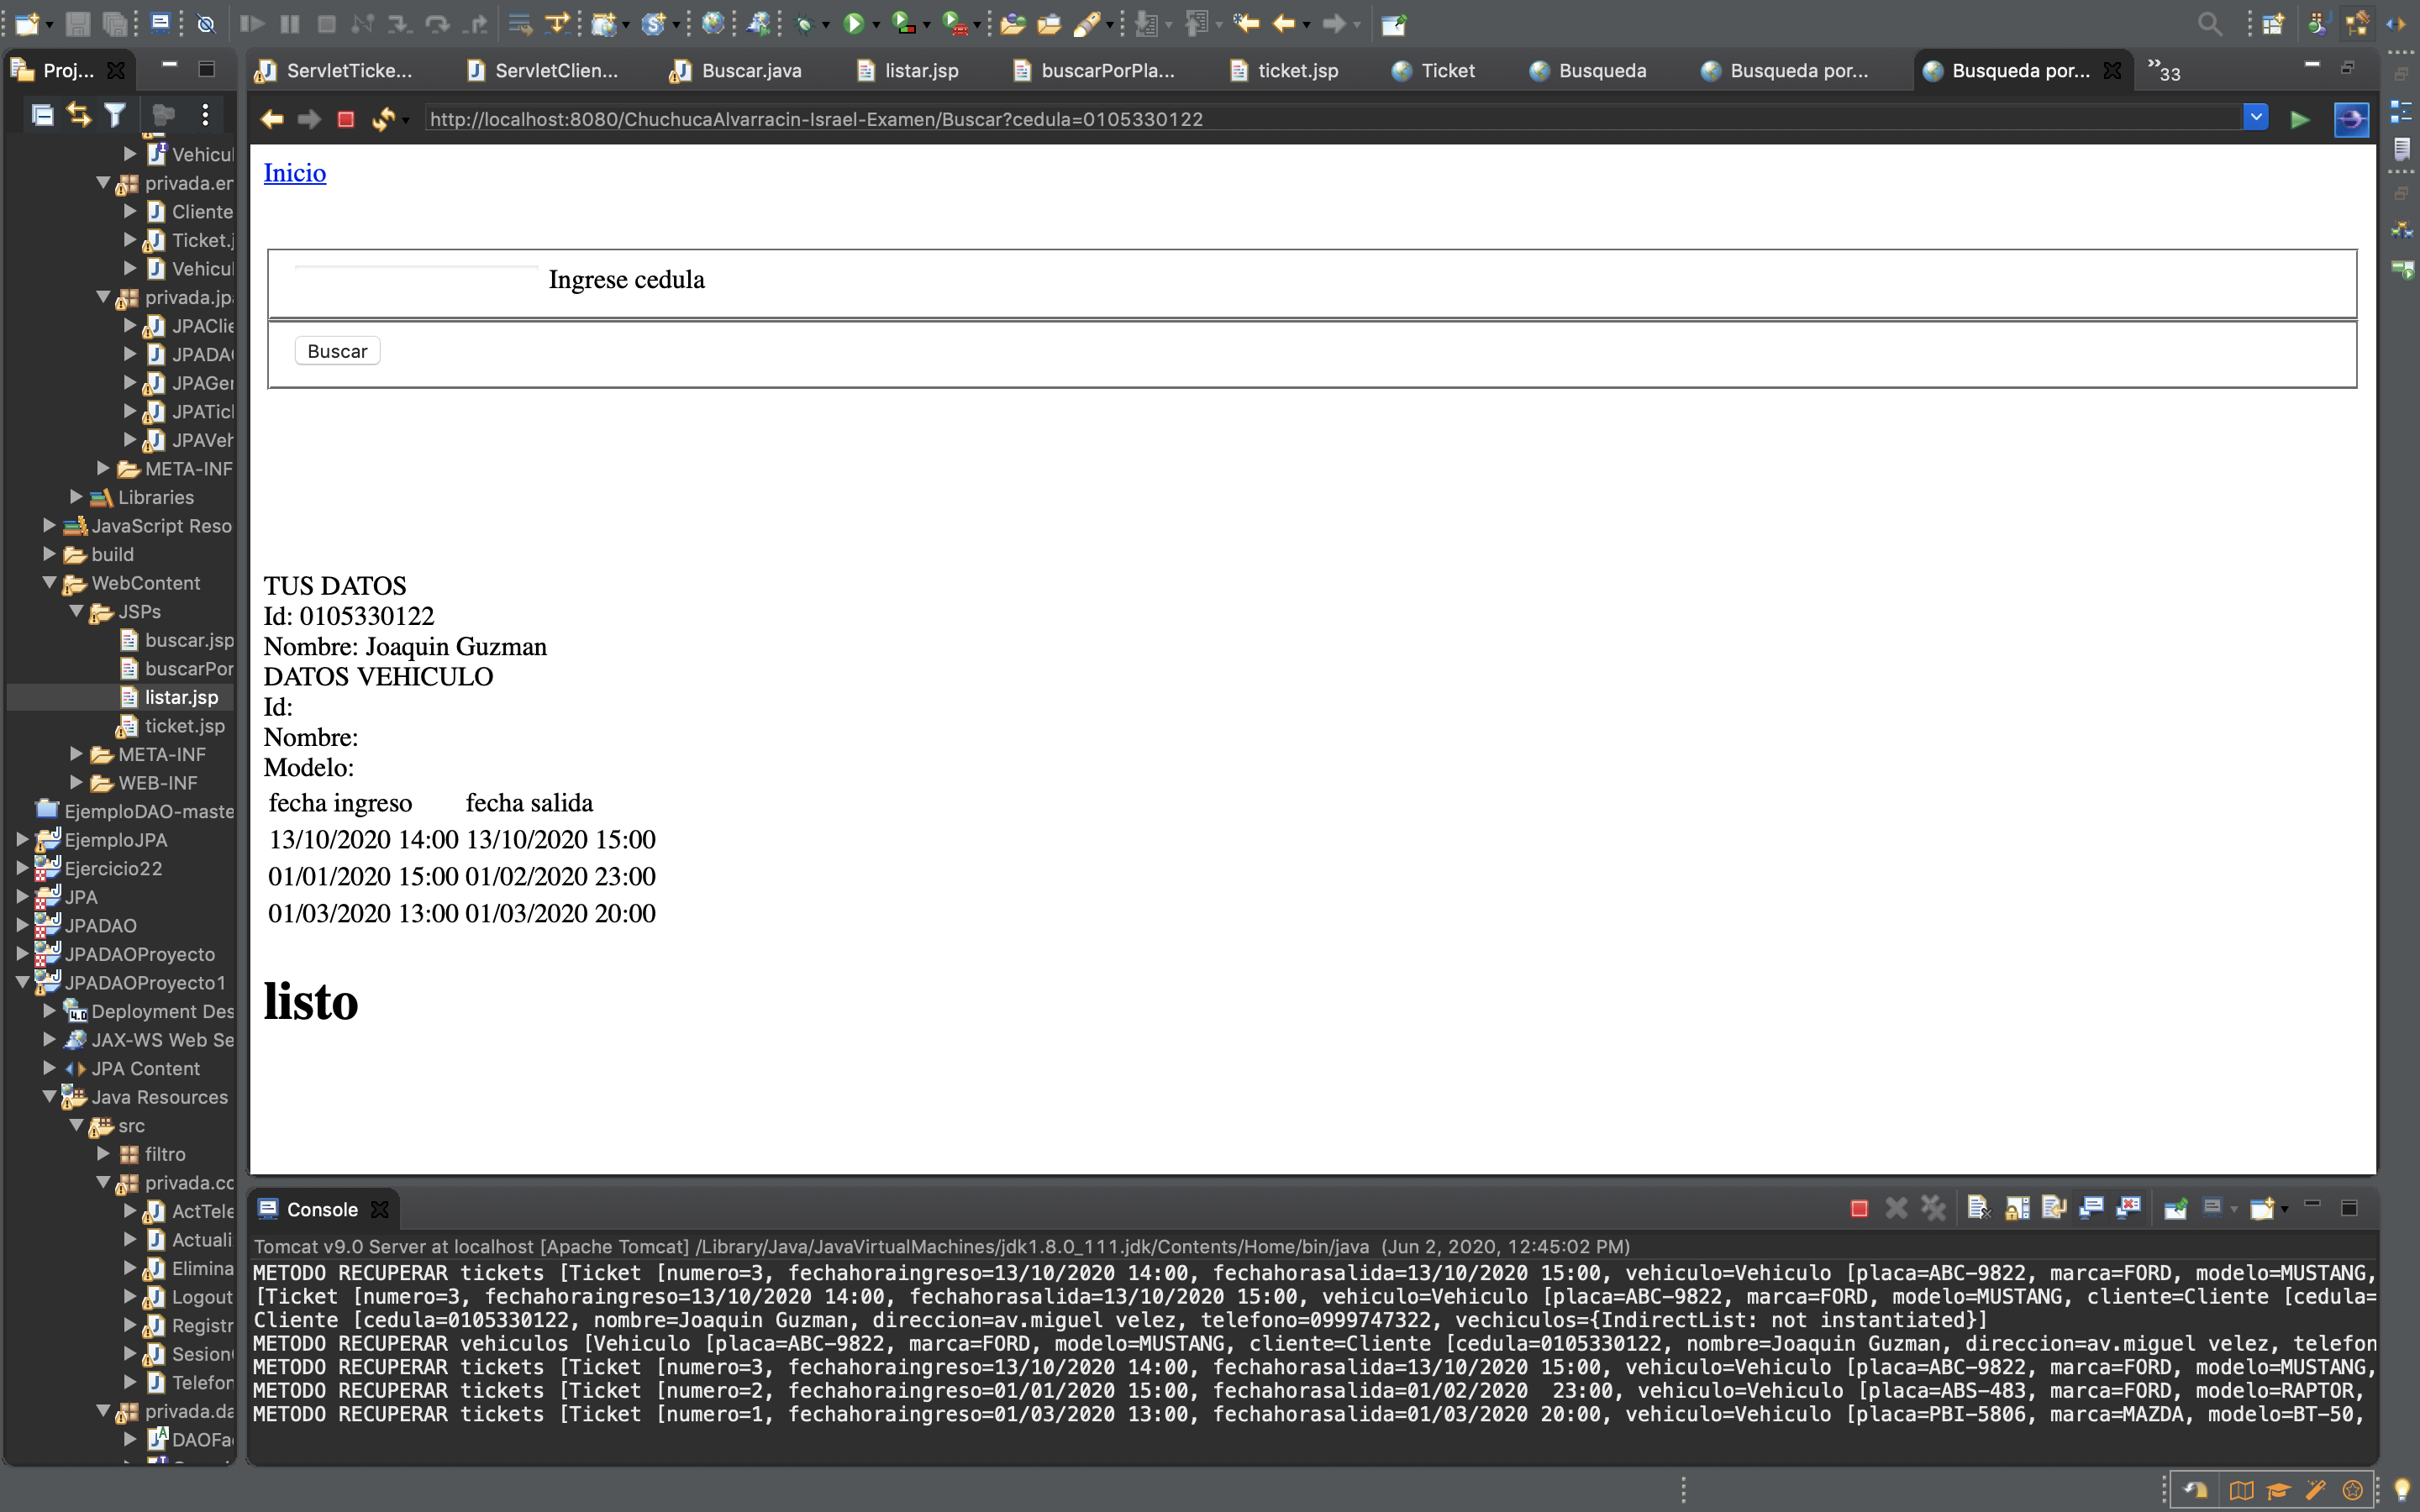 Proj...
ServletTicke...
ServletClien...
Buscar.java
listar.jsp
buscarPorPla...
ticket.jsp
Ticket
Busqueda
Busqueda por...
Busqueda por...
»33
http://localhost:8080/ChuchucaAlvarracin-Israel-Examen/Buscar?cedula=0105330122
Vehicul
privada.er
Cliente
Ticket.j
Vehicul
privada.jpa
JPAClie
JPADA
JPAGer
JPATicl
JPAVeh
META-INF
Libraries
JavaScript Reso
build
WebContent
JSPs
buscar.jsp
buscarPor
listar.jsp
ticket.jsp
META-INF
WEB-INF
EjemploDAO-maste
EjemploJPA
Ejercicio22
JPA
JPADAO
JPADAOProyecto
JPADAOProyecto1
Deployment Des
JAX-WS Web Se
JPA Content
Java Resources
src
filtro
privada.cc
ActTele
Actuali
Elimina
Logout
Registr
Sesion
Telefon
privada.da
DAOFa
Inicio
Ingrese cedula
Buscar
TUS DATOS
Id: 0105330122
Nombre: Joaquin Guzman
DATOS VEHICULO
Id:
Nombre:
Modelo:
fecha ingreso fecha salida
13/10/2020 14:00 13/10/2020 15:00
01/01/2020 15:00 01/02/2020 23:00
01/03/2020 13:00 01/03/2020 20:00
listo
Console
Tomcat v9.0 Server at localhost [Apache Tomcat] /Library/Java/JavaVirtualMachines/jdk1.8.0_111.jdk/Contents/Home/bin/java (Jun 2, 2020, 12:45:02 PM)
METODO RECUPERAR tickets [Ticket [numero=3, fechahoraingreso=13/10/2020 14:00, fechahorasalida=13/10/2020 15:00, vehiculo=Vehiculo [placa=ABC-9822, marca=FORD, modelo=MUSTANG,
[Ticket [numero=3, fechahoraingreso=13/10/2020 14:00, fechahorasalida=13/10/2020 15:00, vehiculo=Vehiculo [placa=ABC-9822, marca=FORD, modelo=MUSTANG, cliente=Cliente [cedula=
Cliente [cedula=0105330122, nombre=Joaquin Guzman, direccion=av.miguel velez, telefono=0999747322, vechiculos={IndirectList: not instantiated}]
METODO RECUPERAR vehiculos [Vehiculo [placa=ABC-9822, marca=FORD, modelo=MUSTANG, cliente=Cliente [cedula=0105330122, nombre=Joaquin Guzman, direccion=av.miguel velez, telefon
METODO RECUPERAR tickets [Ticket [numero=3, fechahoraingreso=13/10/2020 14:00, fechahorasalida=13/10/2020 15:00, vehiculo=Vehiculo [placa=ABC-9822, marca=FORD, modelo=MUSTANG,
METODO RECUPERAR tickets [Ticket [numero=2, fechahoraingreso=01/01/2020 15:00, fechahorasalida=01/02/2020  23:00, vehiculo=Vehiculo [placa=ABS-483, marca=FORD, modelo=RAPTOR,
METODO RECUPERAR tickets [Ticket [numero=1, fechahoraingreso=01/03/2020 13:00, fechahorasalida=01/03/2020 20:00, vehiculo=Vehiculo [placa=PBI-5806, marca=MAZDA, modelo=BT-50,